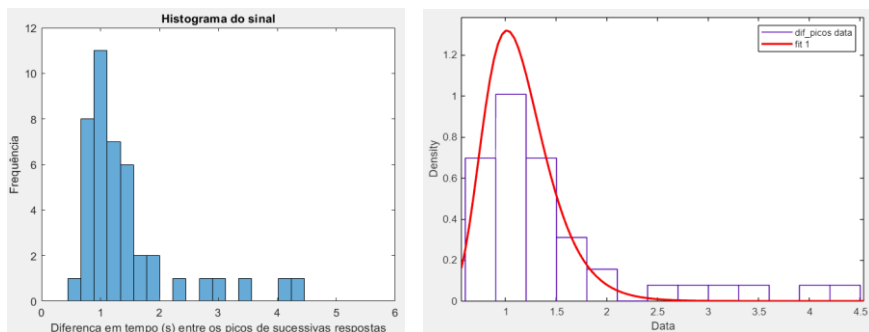 Histograma do sinal
12
10
8
6
4
2
0
Frequência
0 1 2 3 4 5 6
Diferença em tempo (s) entre os picos de sucessivas respostas
dif_picos data
fit 1
1.2
1
0.8
0.6
0.4
0.2
0
Density
1 1.5 2 2.5 3 3.5 4 4.5
Data